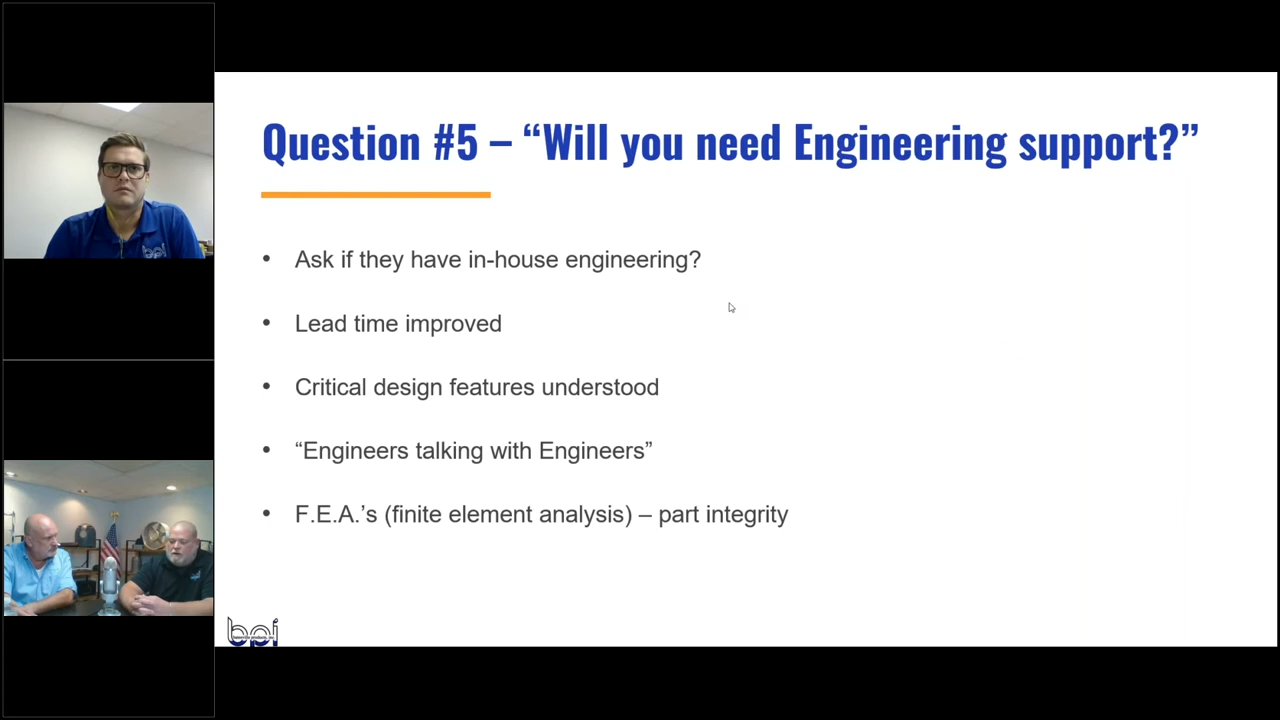 Question #5 – “Will you need Engineering support?”
• Ask if they have in-house engineering?
• Lead time improved
• Critical design features understood
• “Engineers talking with Engineers”
• F.E.A.’s (finite element analysis) – part integrity
bpi
bpi